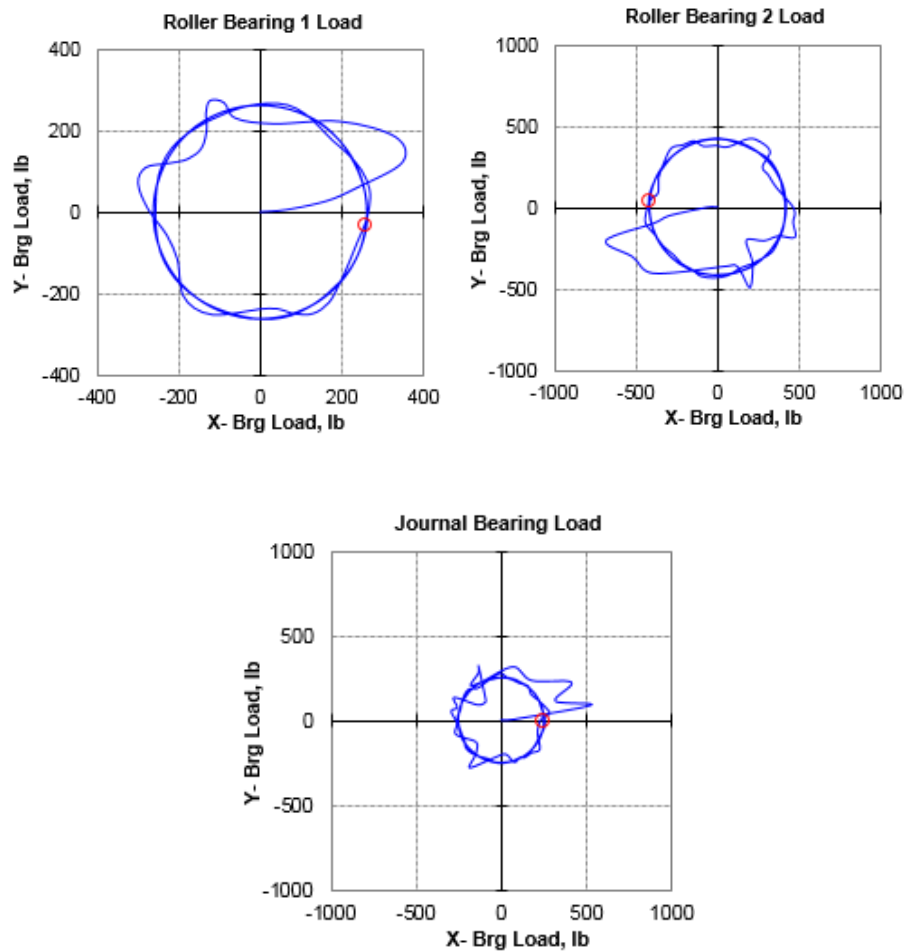 Roller Bearing 1 Load
400
200
0
-200
-400
-400 -200 0 200 400
Y- Brg Load, lb
X- Brg Load, lb
Roller Bearing 2 Load
1000
500
0
-500
-1000
-1000 -500 0 500 1000
Y- Brg Load, lb
X- Brg Load, lb
Journal Bearing Load
1000
500
0
-500
-1000
-1000 -500 0 500 1000
Y- Brg Load, lb
X- Brg Load, lb